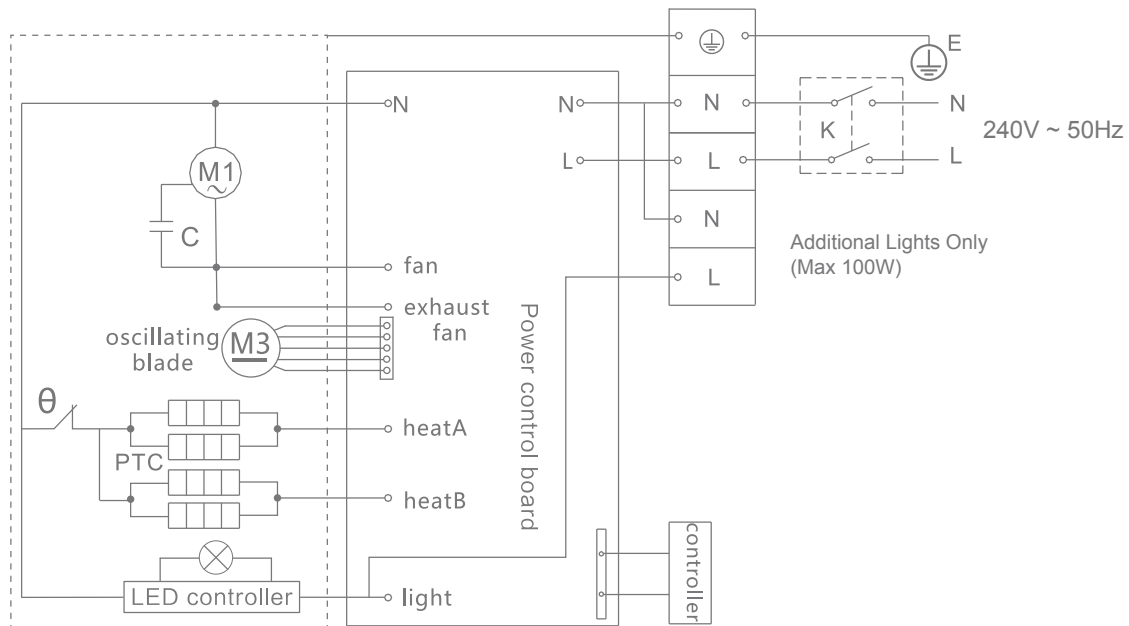 E
N
N
N
N
K
240V ~ 50Hz
M1
L
L
L
C
N
Additional Lights Only
(Max 100W)
fan
L
exhaust
fan
oscillating
blade
M3
Power control board
θ
heatA
PTC
heatB
controller
LED controller
light